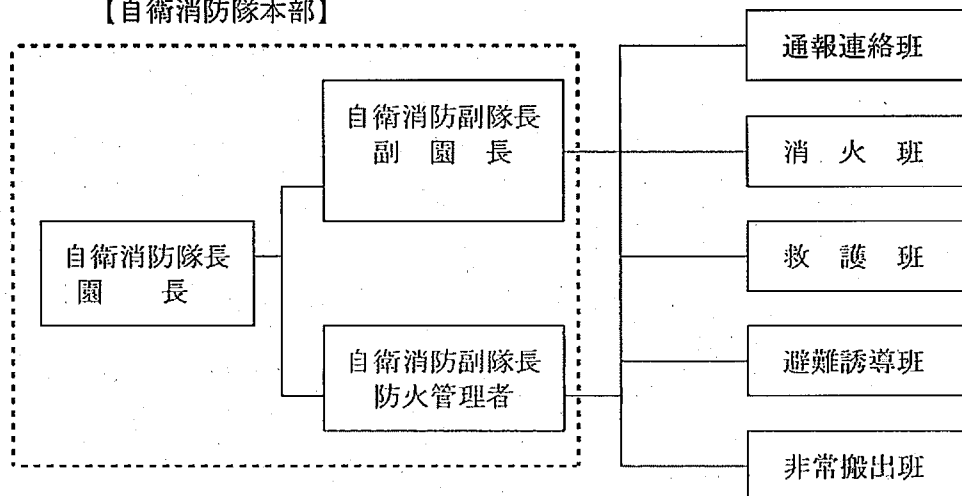 【自衛消防隊本部】
自衛消防隊長
園　長
自衛消防副隊長
副　園　長
自衛消防副隊長
防火管理者
通報連絡班
消　火　班
救　護　班
避難誘導班
非常搬出班